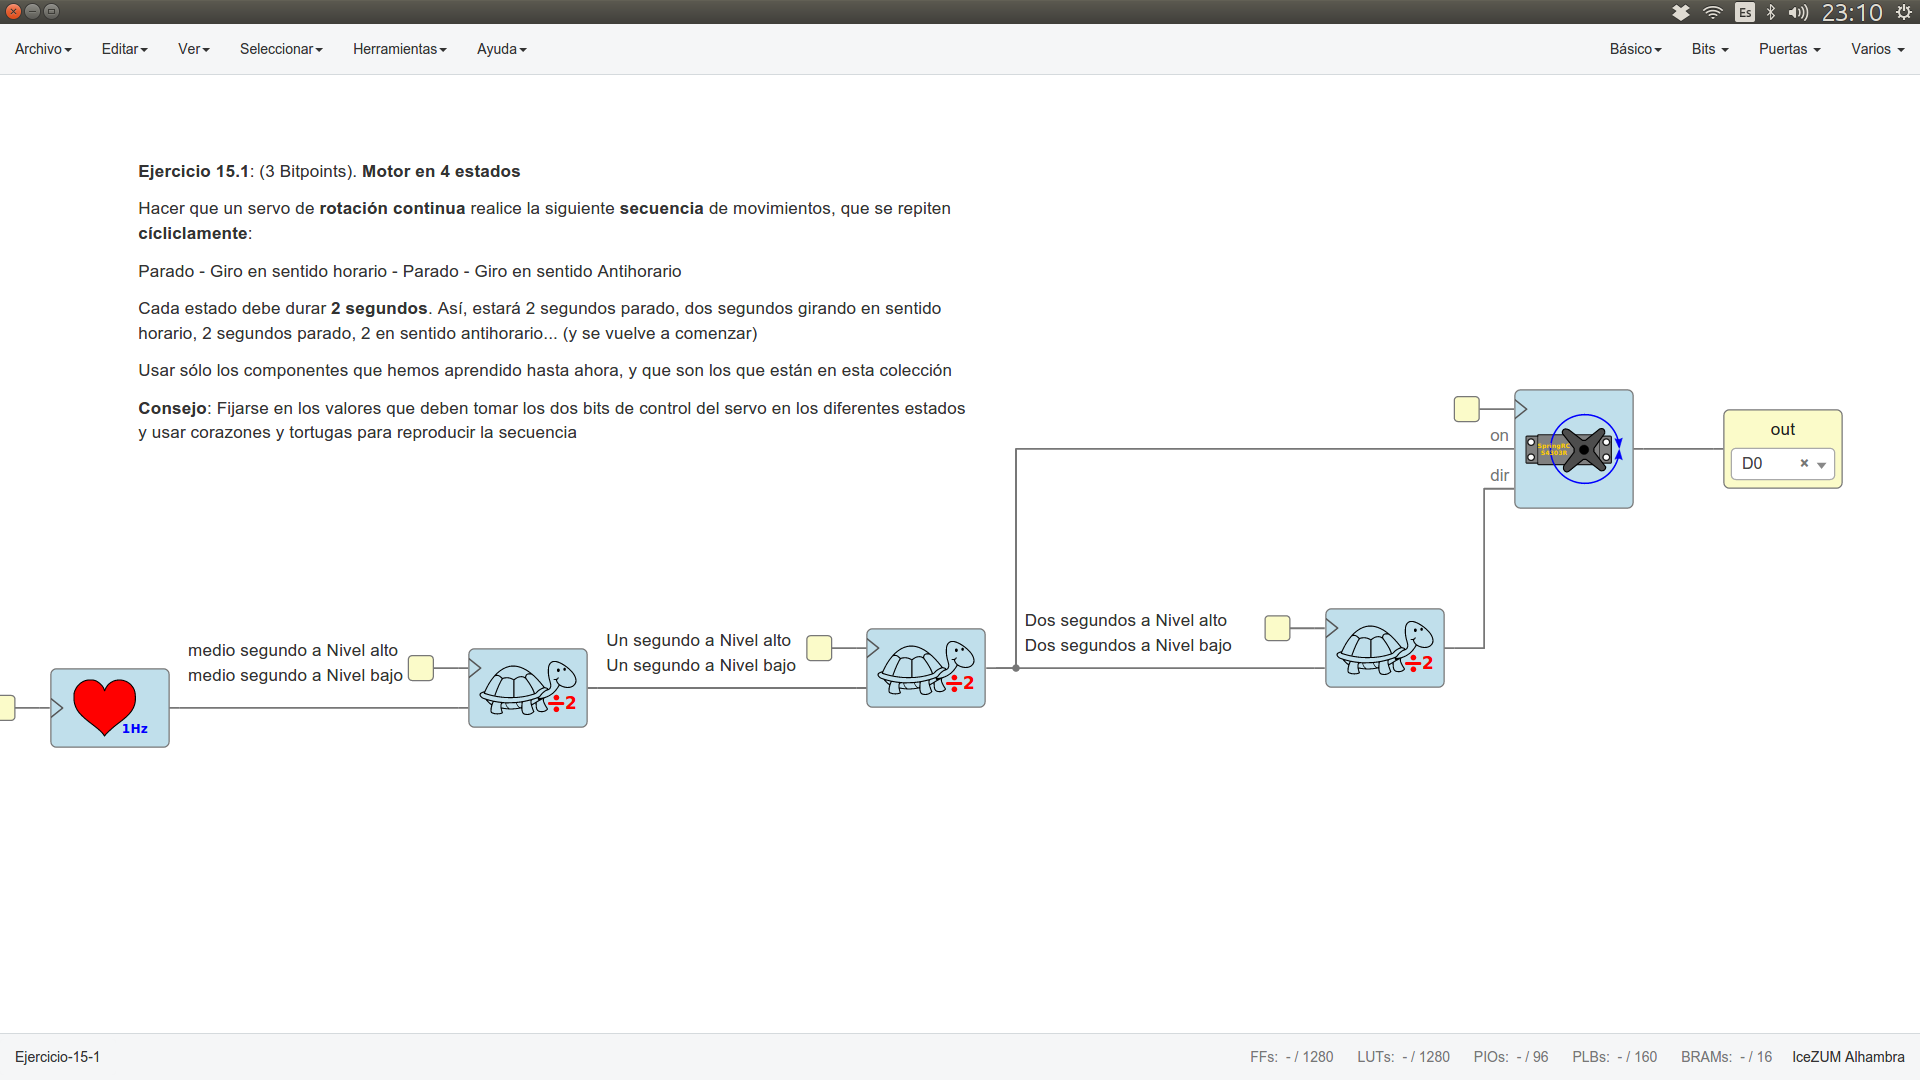 Es
23:10
Archivo
Editar
Ver
Seleccionar
Herramientas
Ayuda
Básico
Bits
Puertas
Varios
Ejercicio 15.1: (3 Bitpoints). Motor en 4 estados
Hacer que un servo de rotación continua realice la siguiente secuencia de movimientos, que se repiten
cícliclamente:
Parado - Giro en sentido horario - Parado - Giro en sentido Antihorario
Cada estado debe durar 2 segundos. Así, estará 2 segundos parado, dos segundos girando en sentido
horario, 2 segundos parado, 2 en sentido antihorario... (y se vuelve a comenzar)
Usar sólo los componentes que hemos aprendido hasta ahora, y que son los que están en esta colección
Consejo: Fijarse en los valores que deben tomar los dos bits de control del servo en los diferentes estados
y usar corazones y tortugas para reproducir la secuencia
on
dir
SpringRC
out
D0
×
1Hz
medio segundo a Nivel alto
medio segundo a Nivel bajo
÷2
Un segundo a Nivel alto
Un segundo a Nivel bajo
÷2
Dos segundos a Nivel alto
Dos segundos a Nivel bajo
÷2
Ejercicio-15-1
FFs: - / 1280
LUTs: - / 1280
PIOs: - / 96
PLBs: - / 160
BRAMs: - / 16
IceZUM Alhambra